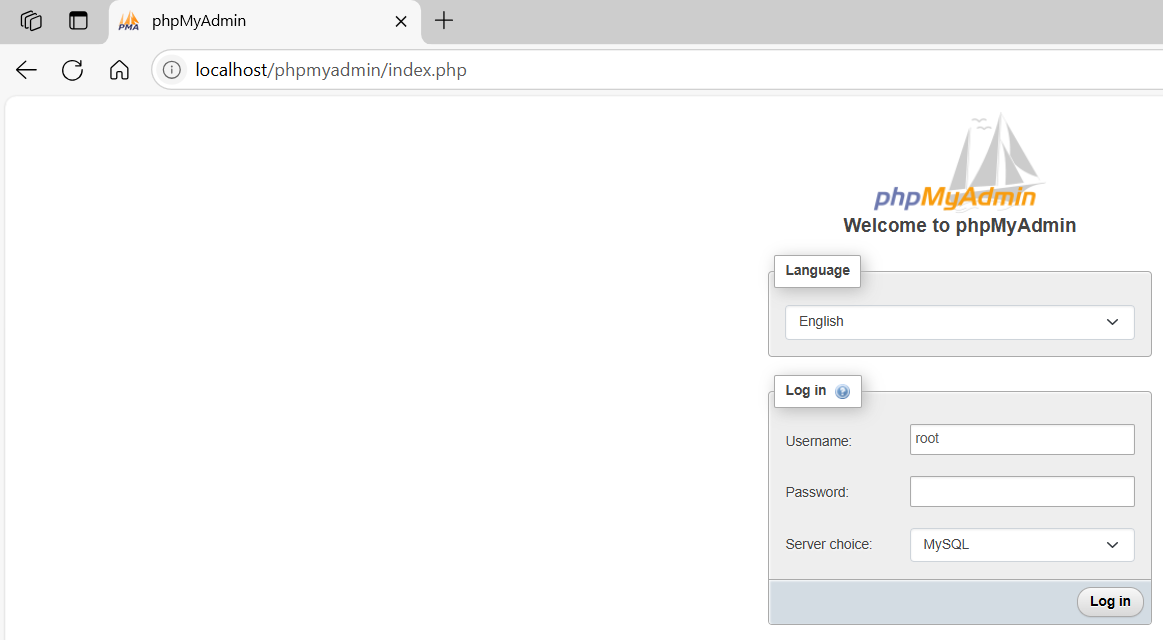 PMA phpMyAdmin
localhost/phpmyadmin/index.php
phpMyAdmin
Welcome to phpMyAdmin
Language
English
Log in
Username: root
Password:
Server choice: MySQL
Log in